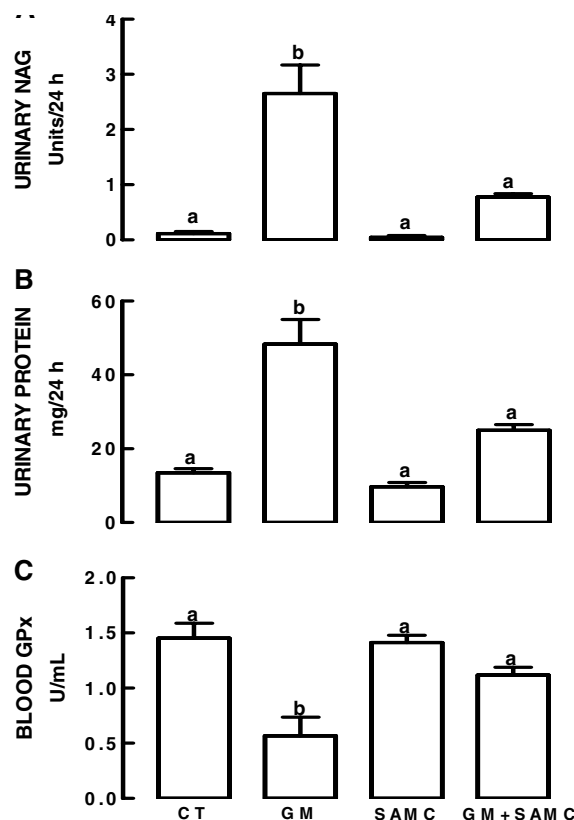 A
URINARY NAG
Units/24 h
4
3
2
1
0
a
b
a
a
B
URINARY PROTEIN
mg/24 h
60
40
20
0
a
b
a
a
C
BLOOD GPx
U/mL
2.0
1.5
1.0
0.5
0.0
a
b
a
a
CT GM SAMC GM+SAMC